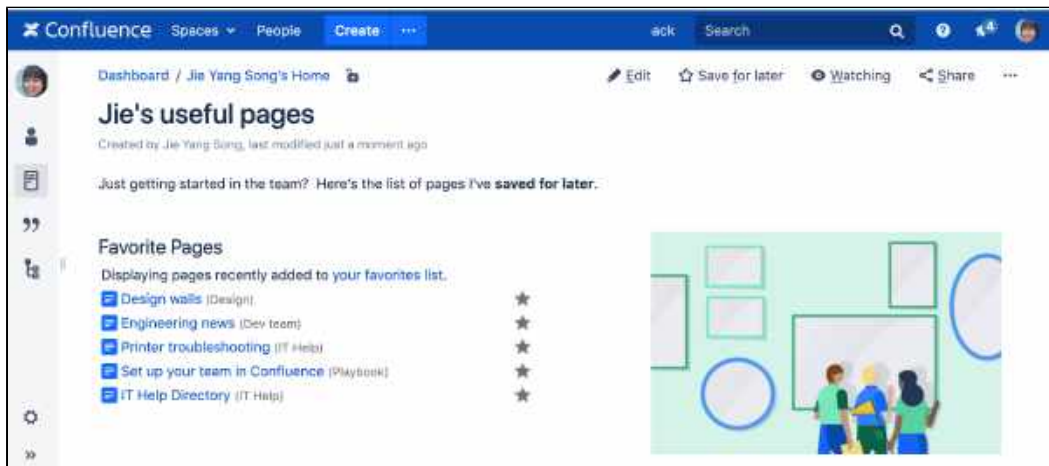 Confluence Spaces People Create ... ack Search 4
Dashboard / Jie Yang Song's Home Edit Save for later Watching Share ...
Jie's useful pages
Created by Jie Yang Song, last modified just a moment ago
Just getting started in the team? Here's the list of pages I've saved for later.
Favorite Pages
Displaying pages recently added to your favorites list.
Design walls (Design)
Engineering news (Dev team)
Printer troubleshooting (IT Help)
Set up your team in Confluence (Playbook)
IT Help Directory (IT Help)